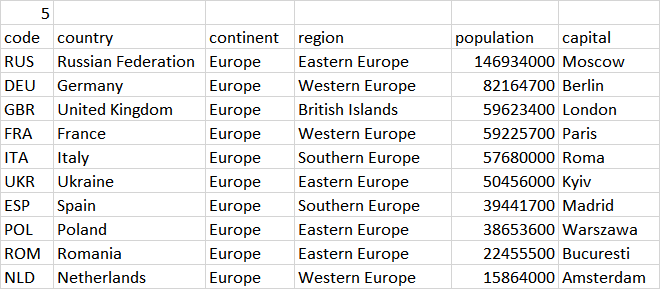 5
code country continent region population capital
RUS Russian Federation Europe Eastern Europe 146934000 Moscow
DEU Germany Europe Western Europe 82164700 Berlin
GBR United Kingdom Europe British Islands 59623400 London
FRA France Europe Western Europe 59225700 Paris
ITA Italy Europe Southern Europe 57680000 Roma
UKR Ukraine Europe Eastern Europe 50456000 Kyiv
ESP Spain Europe Southern Europe 39441700 Madrid
POL Poland Europe Eastern Europe 38653600 Warszawa
ROM Romania Europe Eastern Europe 22455500 Bucuresti
NLD Netherlands Europe Western Europe 15864000 Amsterdam